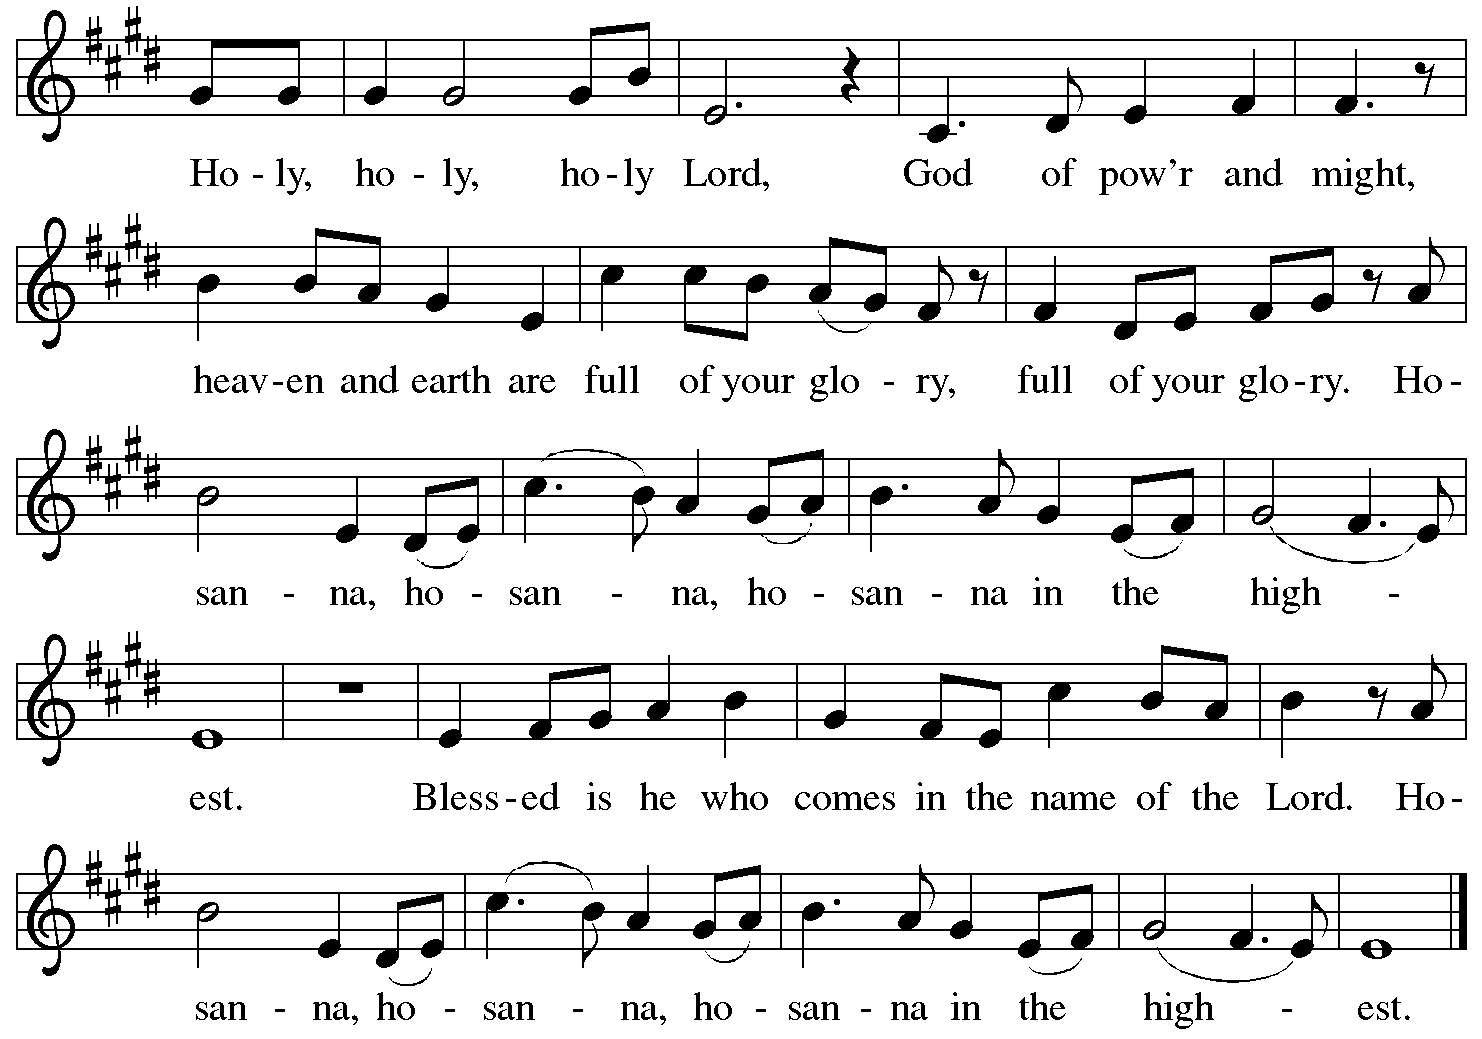 Ho - ly, ho - ly, ho - ly Lord, God of pow’r and might,
heav - en and earth are full of your glo - ry, full of your glo - ry. Ho -
san - na, ho - san - na, ho - san - na in the high -
est. Bless - ed is he who comes in the name of the Lord. Ho -
san - na, ho - san - na, ho - san - na in the high - est.